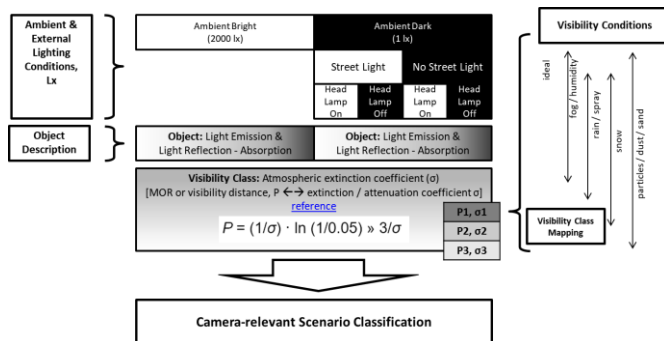 Ambient &
External
Lighting
Conditions,
Lx
Ambient Bright
(2000 lx)
Ambient Dark
(1 lx)
Street Light
No Street Light
Head
Lamp
On
Head
Lamp
Off
Head
Lamp
On
Head
Lamp
Off
Object
Description
Object: Light Emission &
Light Reflection - Absorption
Object: Light Emission &
Light Reflection - Absorption
Visibility Class: Atmospheric extinction coefficient (σ)
[MOR or visibility distance, P ←→ extinction / attenuation coefficient σ]
reference
P = (1/σ) · ln (1/0.05) » 3/σ
P1, σ1
P2, σ2
P3, σ3
Visibility Conditions
ideal
fog / humidity
rain / spray
snow
particles / dust / sand
Visibility Class
Mapping
Camera-relevant Scenario Classification